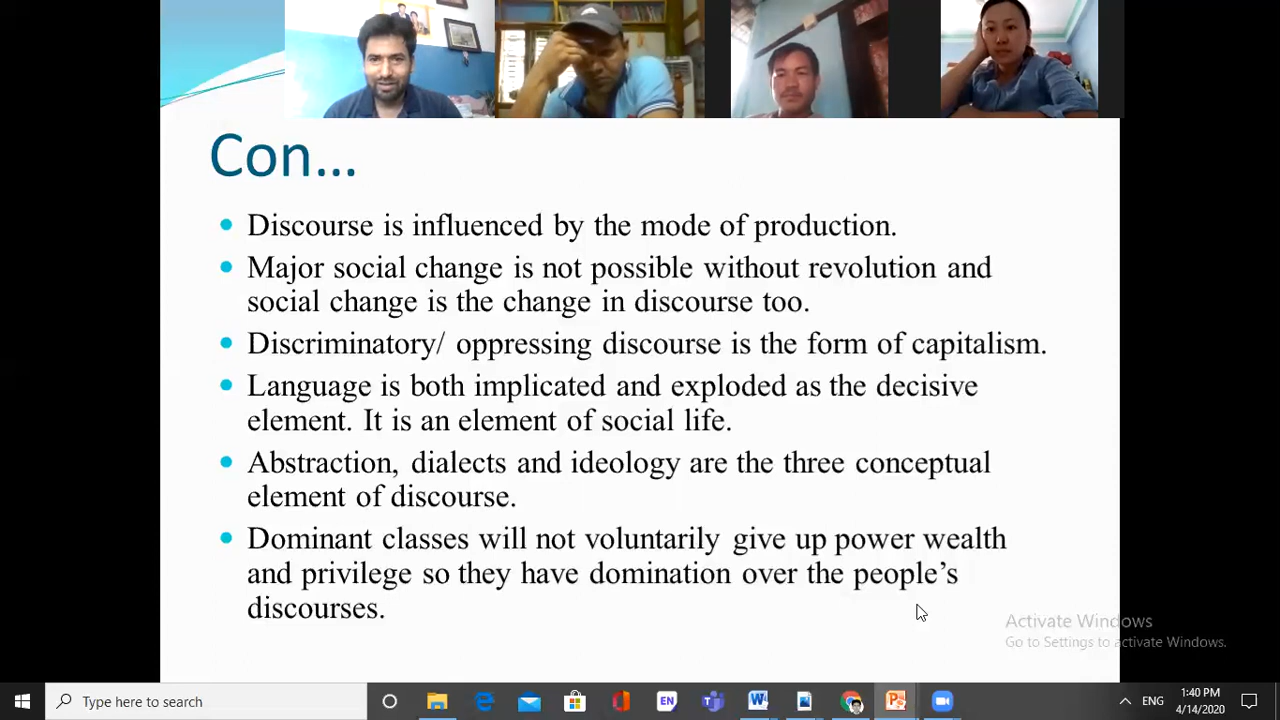 Con...
Discourse is influenced by the mode of production.
Major social change is not possible without revolution and
social change is the change in discourse too.
Discriminatory/ oppressing discourse is the form of capitalism.
Language is both implicated and exploded as the decisive
element. It is an element of social life.
Abstraction, dialects and ideology are the three conceptual
element of discourse.
Dominant classes will not voluntarily give up power wealth
and privilege so they have domination over the people’s
discourses.
Activate Windows
Go to Settings to activate Windows.
Type here to search
EN
ENG
1:40 PM
4/14/2020